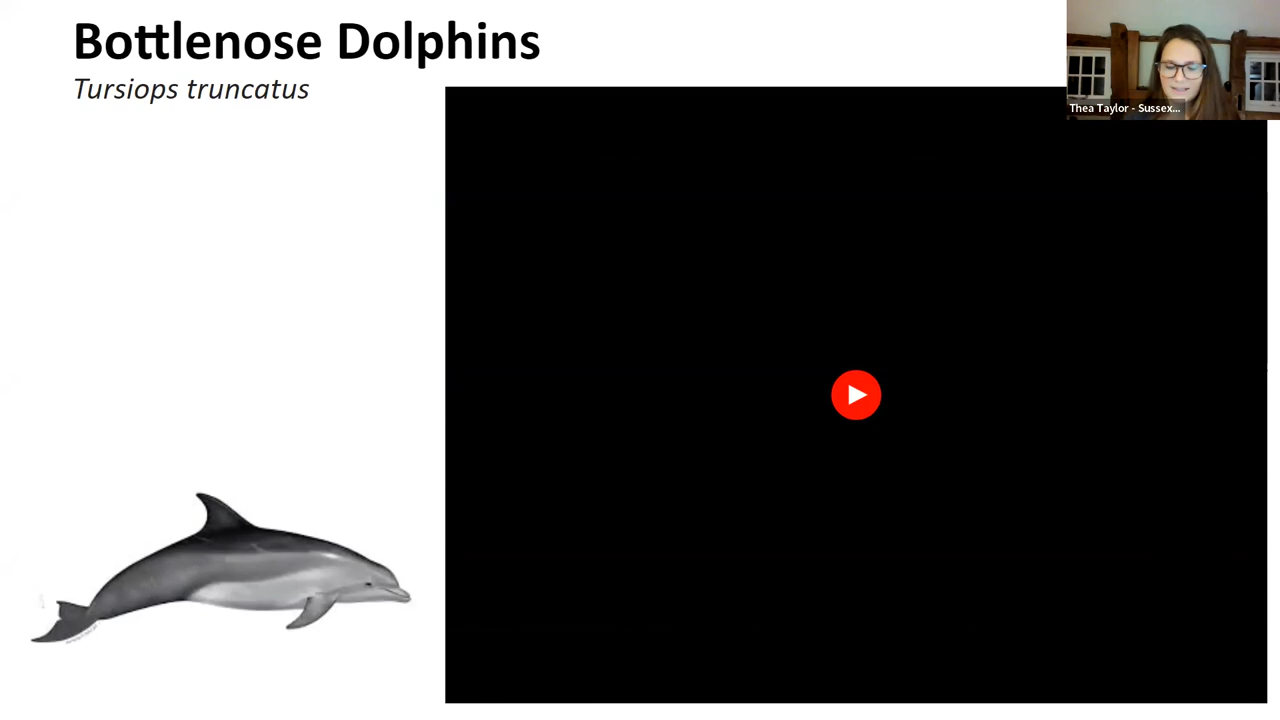 Bottlenose Dolphins
Tursiops truncatus
Thea Taylor - Sussex...